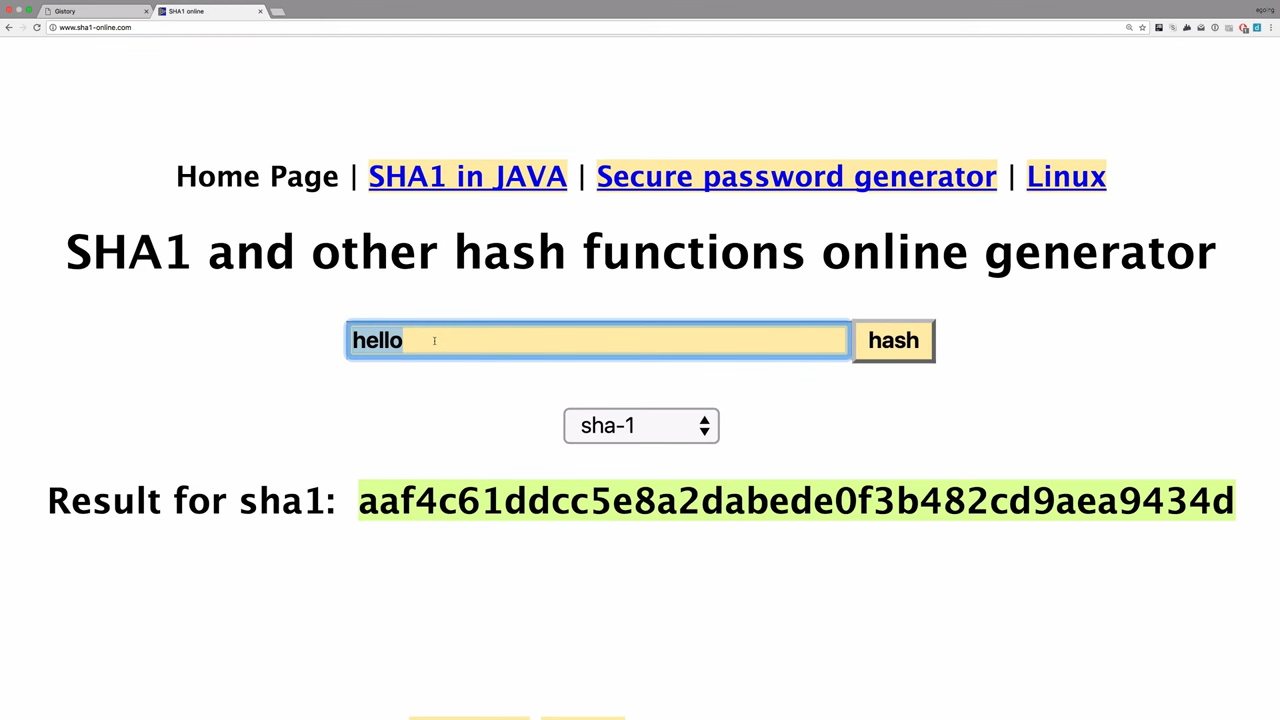 Gistory
SHA1 online
egoing
www.sha1-online.com
Home Page | SHA1 in JAVA | Secure password generator | Linux
SHA1 and other hash functions online generator
hello
hash
sha-1
Result for sha1: aaf4c61ddcc5e8a2dabede0f3b482cd9aea9434d